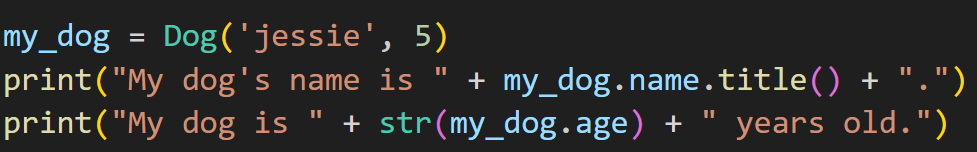 my_dog = Dog('jessie', 5)
print("My dog's name is " + my_dog.name.title() + ".")
print("My dog is " + str(my_dog.age) + " years old.")